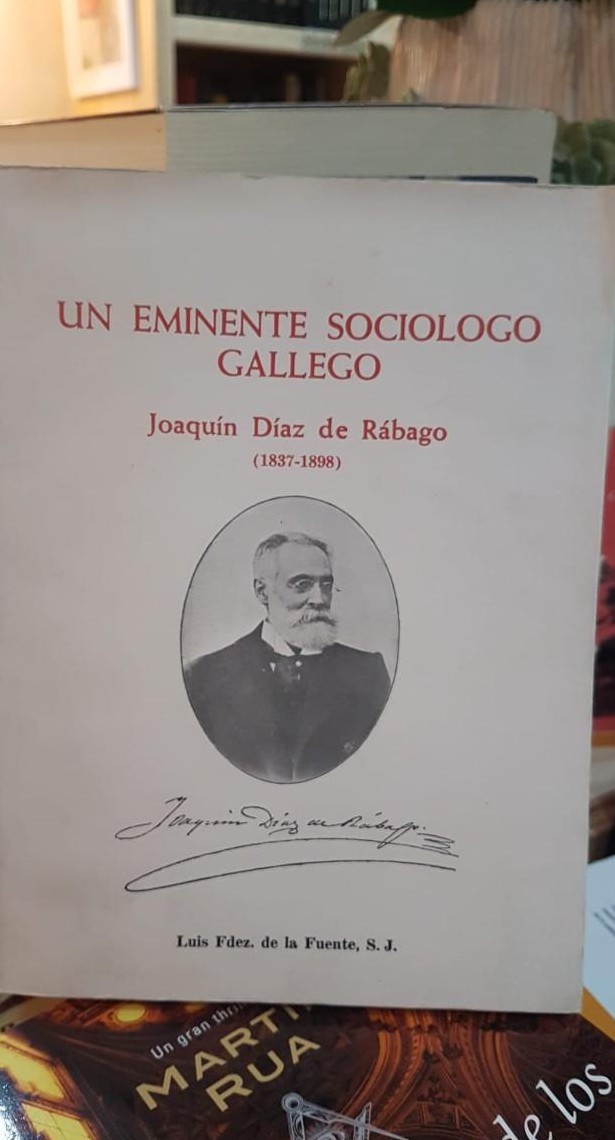 UN EMINENTE SOCIOLOGO
GALLEGO
Joaquín Díaz de Rábago
(1837-1898)
Joaquin Díaz de Rábago.
Luis Fdez. de la Fuente, S. J.
Un gran
MARTI
RUA
de los